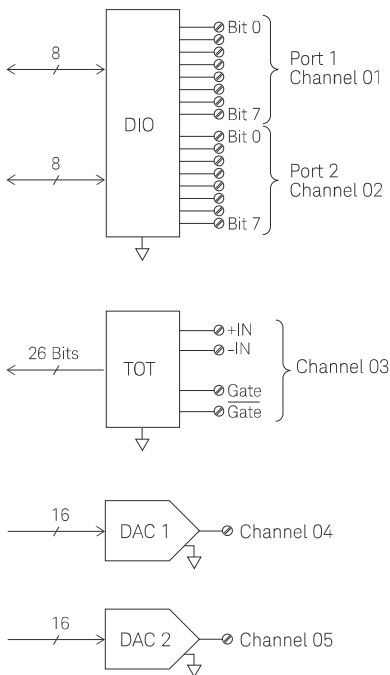 8
DIO
Bit 0
Bit 7
Port 1
Channel 01
8
Bit 0
Bit 7
Port 2
Channel 02
26 Bits
TOT
+IN
-IN
Gate
Gate
Channel 03
16
DAC 1
Channel 04
16
DAC 2
Channel 05